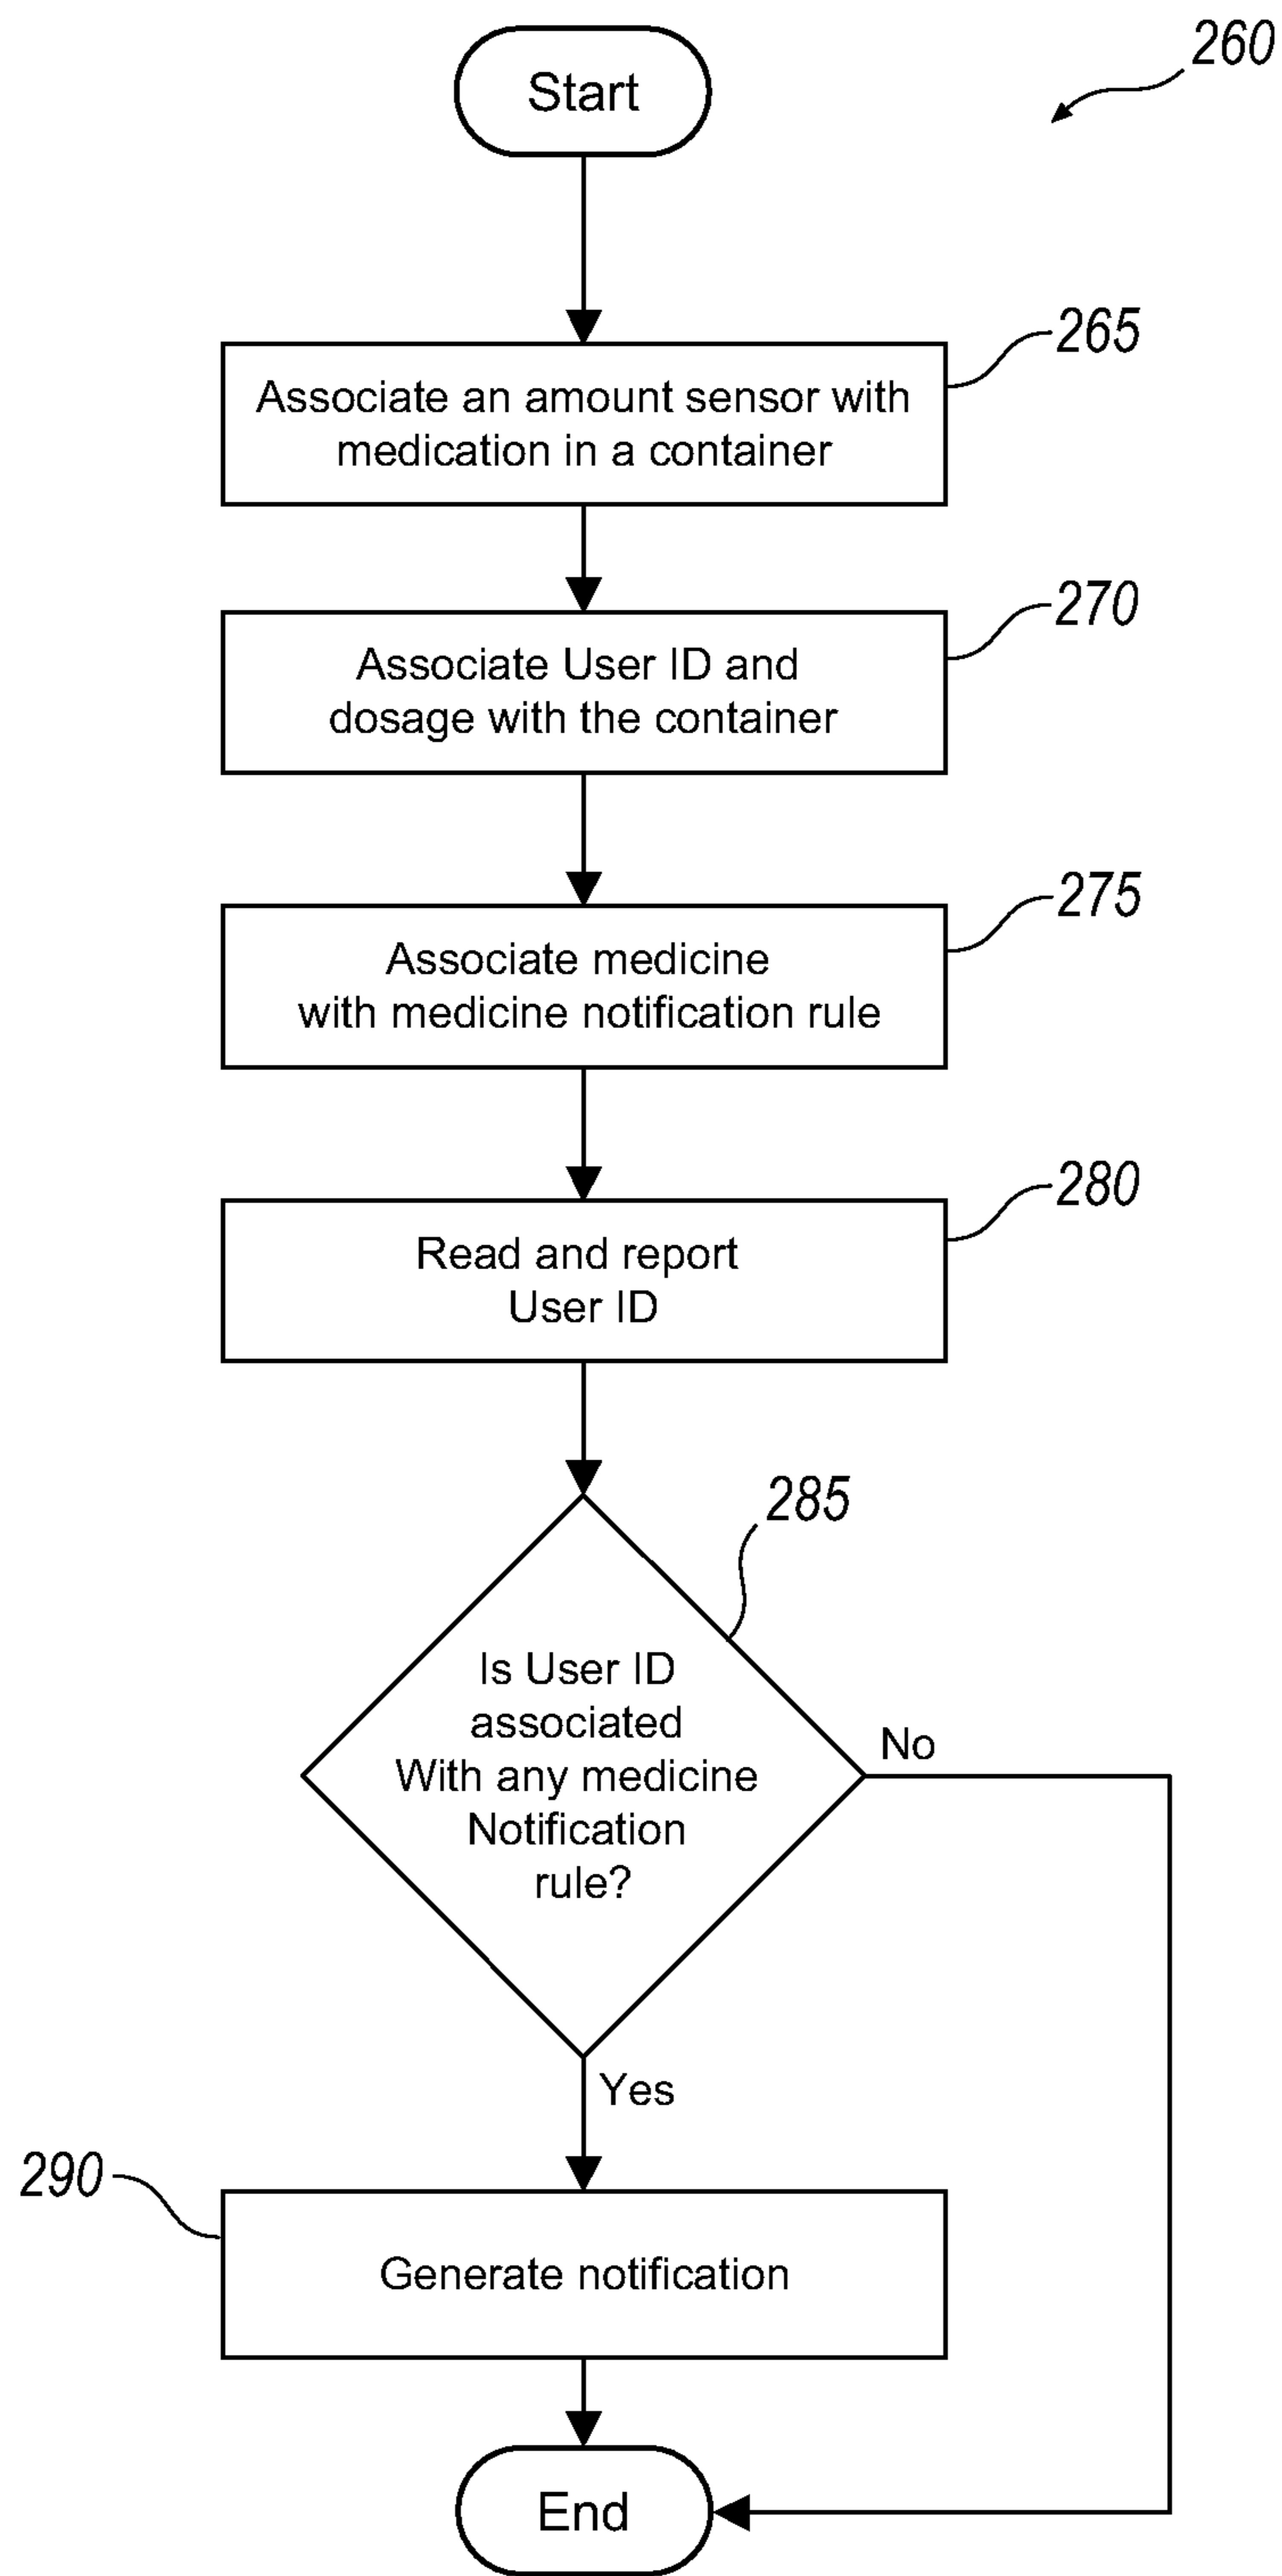 260
Start
265
Associate an amount sensor with
medication in a container
270
Associate User ID and
dosage with the container
275
Associate medicine
with medicine notification rule
280
Read and report
User ID
285
Is User ID
associated
With any medicine
Notification
rule?
No
Yes
290
Generate notification
End